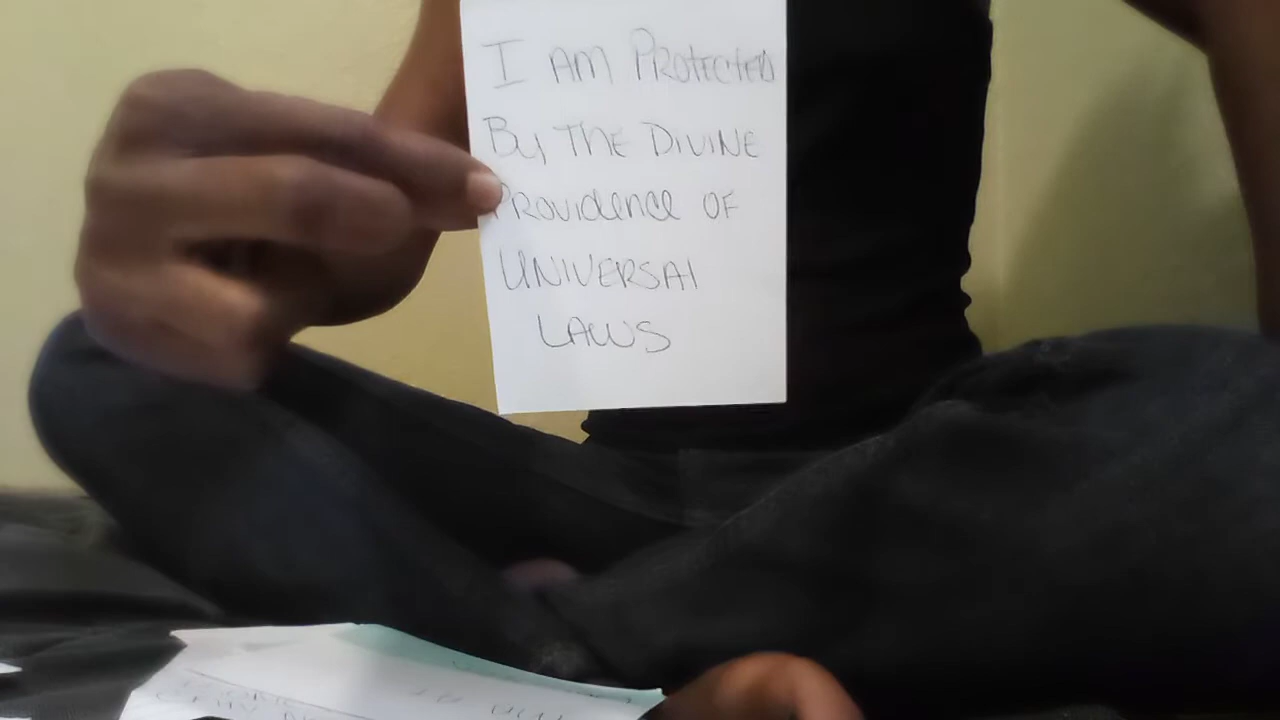 I AM PROTECTED
By THE DIVINE
PROVIdence OF
UNIVERSAl
LAWS